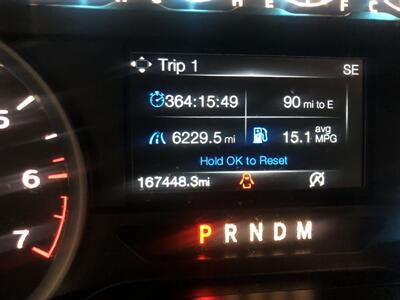 H E F C
Trip 1 SE
364:15:49 90 mi to E
6229.5 mi 15.1 avg MPG
Hold OK to Reset
167448.3mi
P R N D M
5
6
7